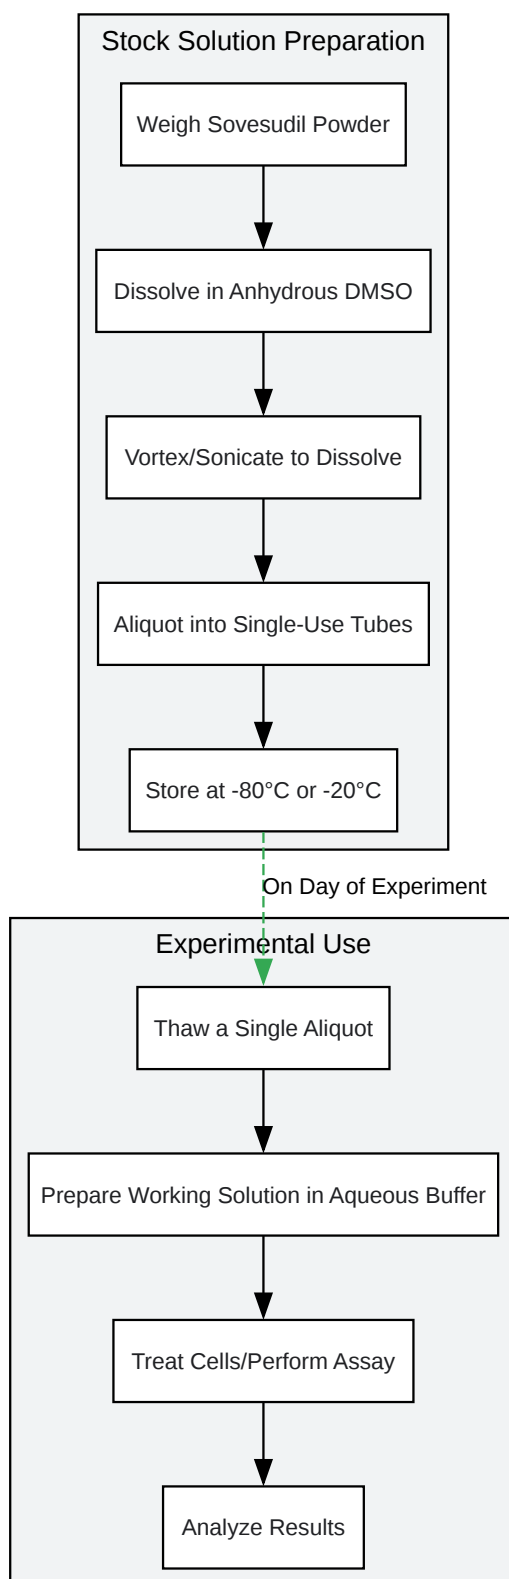 Stock Solution Preparation
Weigh Sovesudil Powder
Dissolve in Anhydrous DMSO
Vortex/Sonicate to Dissolve
Aliquot into Single-Use Tubes
Store at -80°C or -20°C
On Day of Experiment
Experimental Use
Thaw a Single Aliquot
Prepare Working Solution in Aqueous Buffer
Treat Cells/Perform Assay
Analyze Results